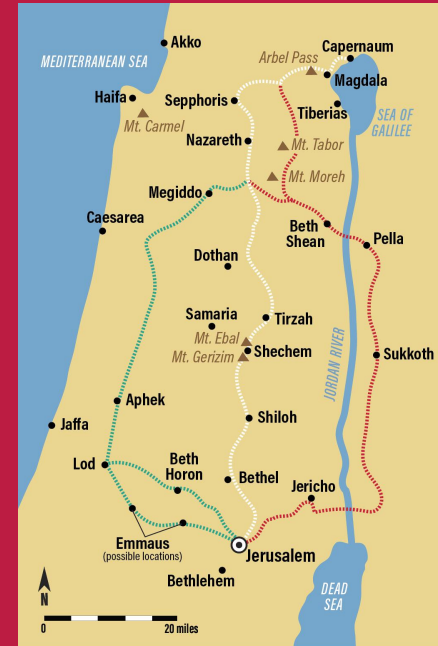 Akko
MEDITERRANEAN SEA
Capernaum
Arbel Pass
Magdala
Haifa
Sepphoris
Tiberias
Mt. Carmel
SEA OF
GALILEE
Nazareth
Mt. Tabor
Mt. Moreh
Megiddo
Caesarea
Beth
Shean
Pella
Dothan
Samaria
Tirzah
Mt. Ebal
Shechem
Mt. Gerizim
Sukkoth
JORDAN RIVER
Aphek
Shiloh
Jaffa
Lod
Beth
Horon
Bethel
Jericho
Emmaus
(possible locations)
Jerusalem
Bethlehem
DEAD
SEA
N
0 20 miles